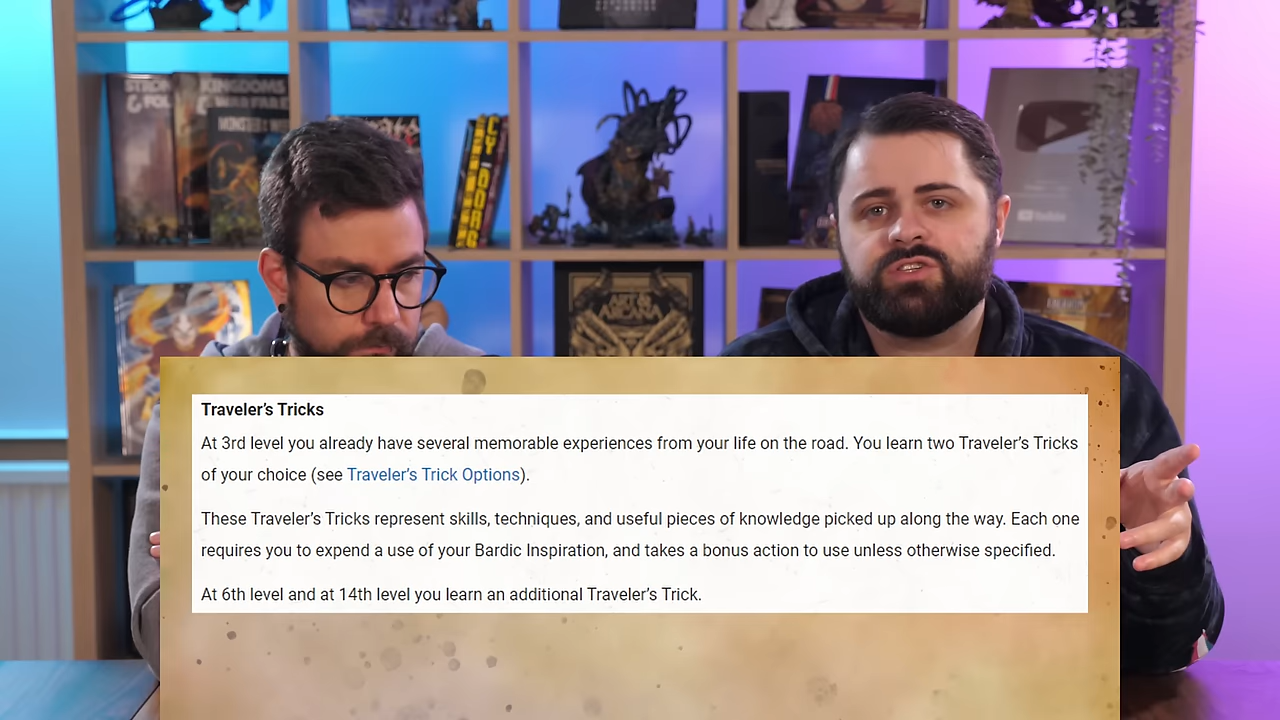 KINGDOMS
& WARFARE
CY_BORG
ART &
ARCANA
YouTube
Traveler’s Tricks
At 3rd level you already have several memorable experiences from your life on the road. You learn two Traveler’s Tricks
of your choice (see Traveler’s Trick Options).
These Traveler’s Tricks represent skills, techniques, and useful pieces of knowledge picked up along the way. Each one
requires you to expend a use of your Bardic Inspiration, and takes a bonus action to use unless otherwise specified.
At 6th level and at 14th level you learn an additional Traveler’s Trick.